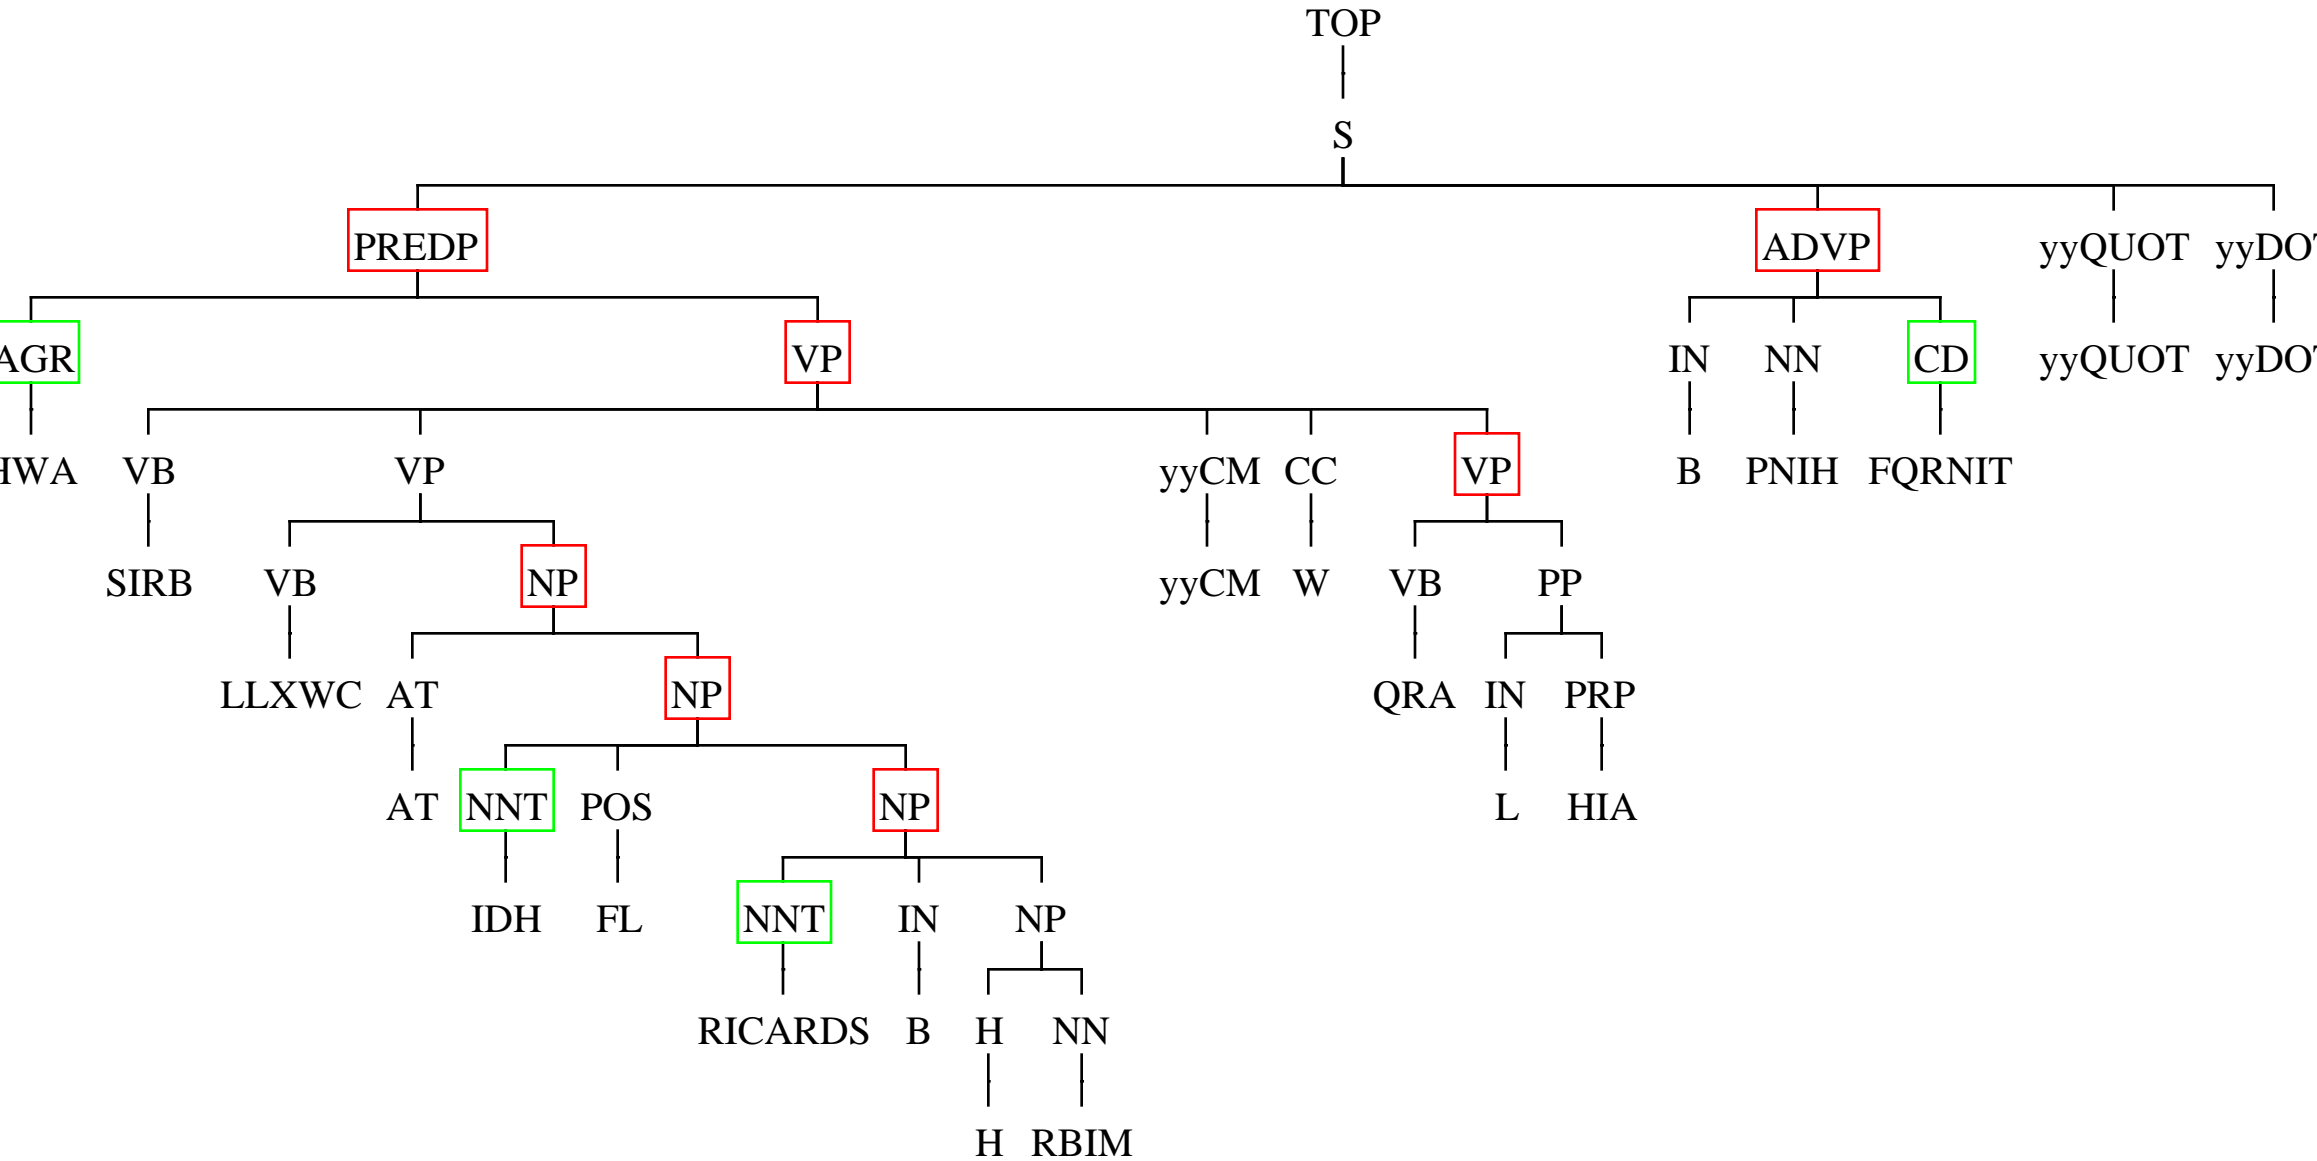 TOP
S
PREDP ADVP yyQUOT yyDOT
AGR VP IN NN CD yyQUOT yyDOT
HWA VB VP yyCM CC VP B PNIH FQRNIT
SIRB VB NP yyCM W VB PP
LLXWC AT NP QRA IN PRP
AT NNT POS NP L HIA
IDH FL NNT IN NP
RICARDS B H NN
H RBIM